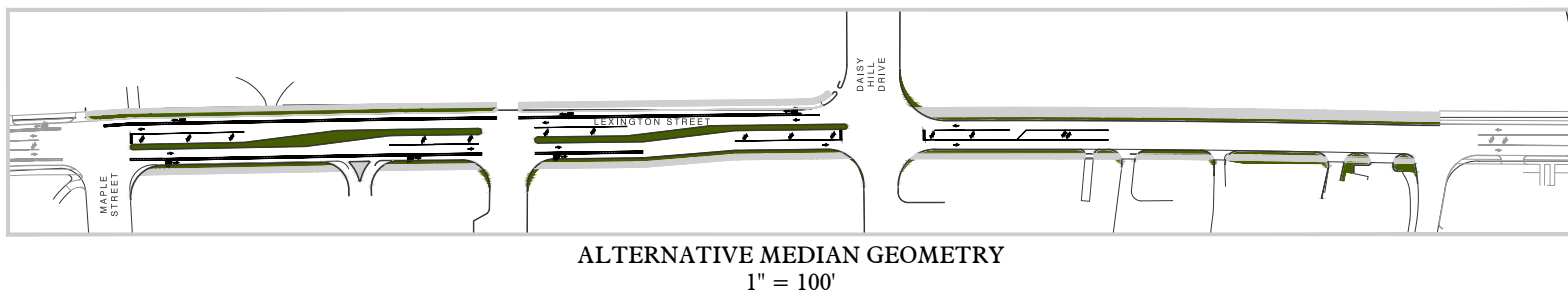 DAISY
HILL
DRIVE
LEXINGTON STREET
MAPLE
STREET
ALTERNATIVE MEDIAN GEOMETRY
1" = 100'